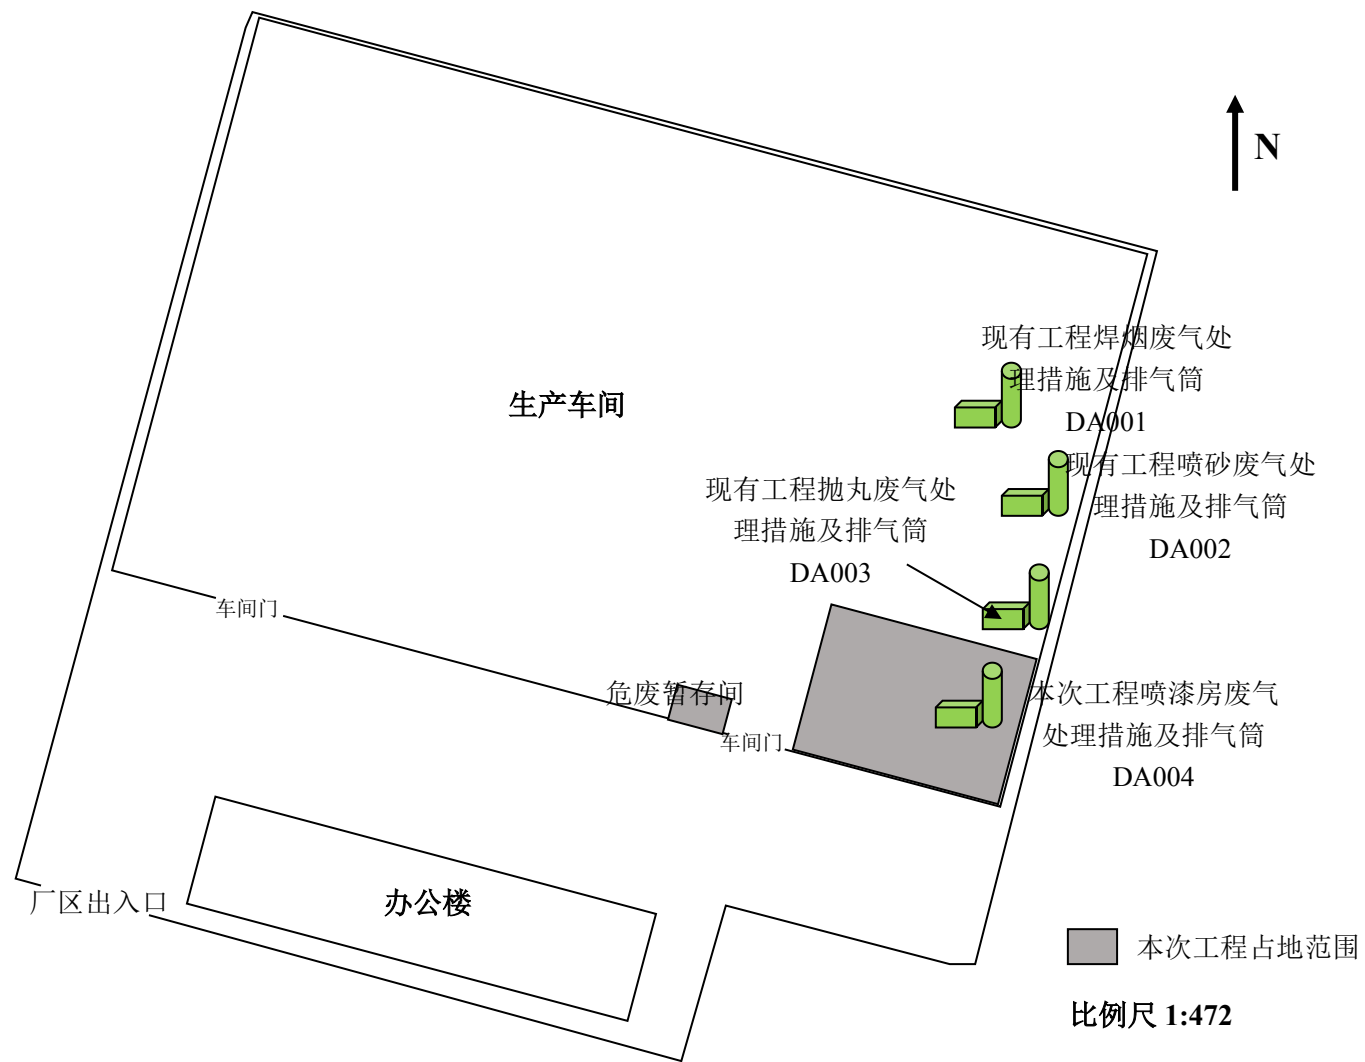 N
现有工程焊烟废气处
理措施及排气筒
DA001
生产车间
现有工程喷砂废气处
理措施及排气筒
DA002
现有工程抛丸废气处
理措施及排气筒
DA003
车间门
危废暂存间
车间门
本次工程喷漆房废气
处理措施及排气筒
DA004
厂区出入口
办公楼
本次工程占地范围
比例尺 1:472